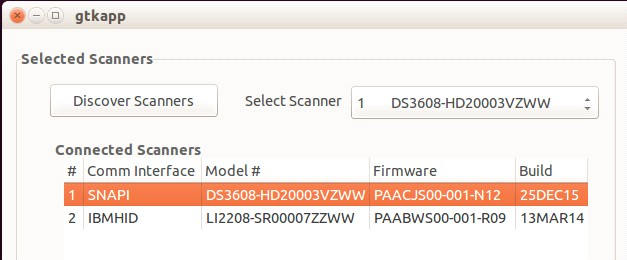 gtkapp
Selected Scanners
Discover Scanners Select Scanner 1 DS3608-HD20003VZWW
Connected Scanners
# Comm Interface Model # Firmware Build
1 SNAPI DS3608-HD20003VZWW PAACJS00-001-N12 25DEC15
2 IBMHID LI2208-SR00007ZZWW PAABWS00-001-R09 13MAR14